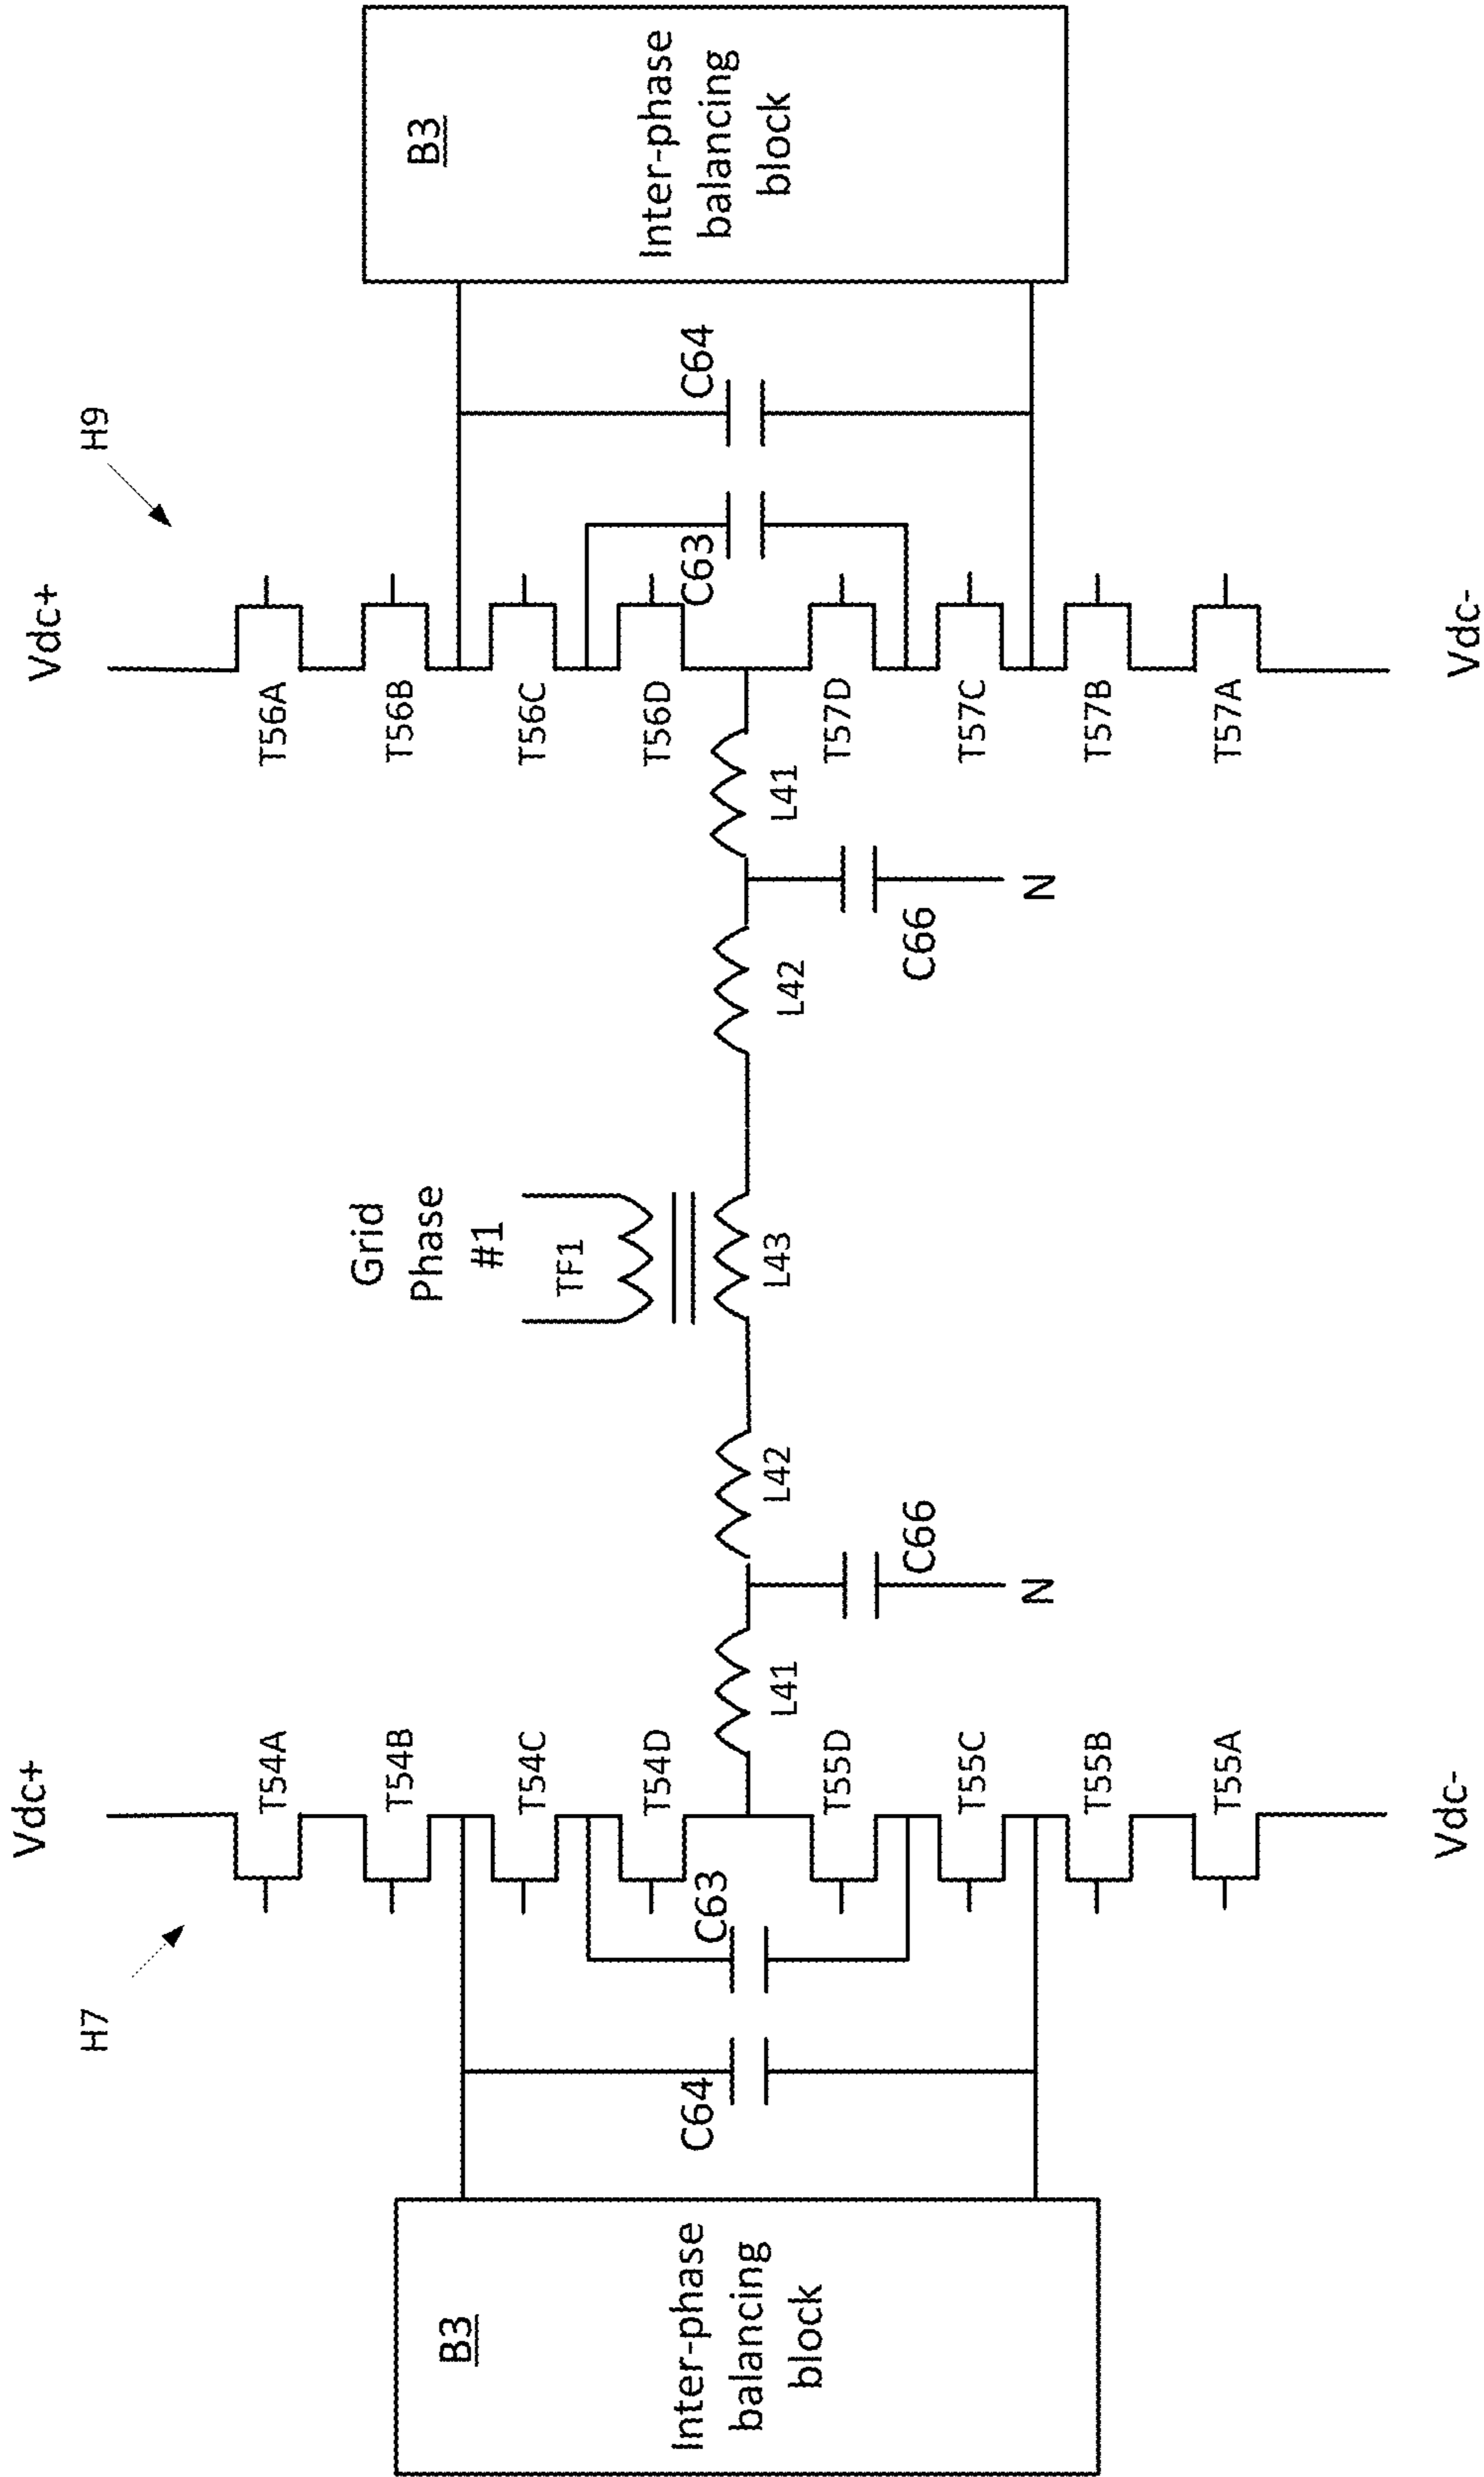 H7
Vdc+
Vdc+
H9
T54A
T54B
T54C
T54D
T55D
T55C
T55B
T55A
Vdc-
B3
Inter-phase
balancing
block
C64
C63
L41
C66
N
L42
Grid
Phase
#1
TF1
L43
L42
C66
N
L41
T56A
T56B
T56C
T56D
T57D
T57C
T57B
T57A
Vdc-
C63
C64
B3
Inter-phase
balancing
block